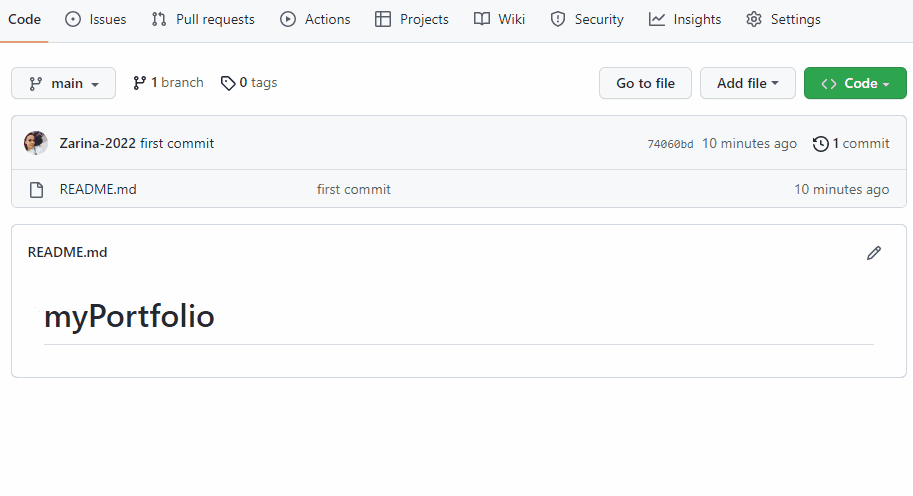 Code Issues Pull requests Actions Projects Wiki Security Insights Settings
main 1 branch 0 tags Go to file Add file Code
Zarina-2022 first commit 74060bd 10 minutes ago 1 commit
README.md first commit 10 minutes ago
README.md
myPortfolio